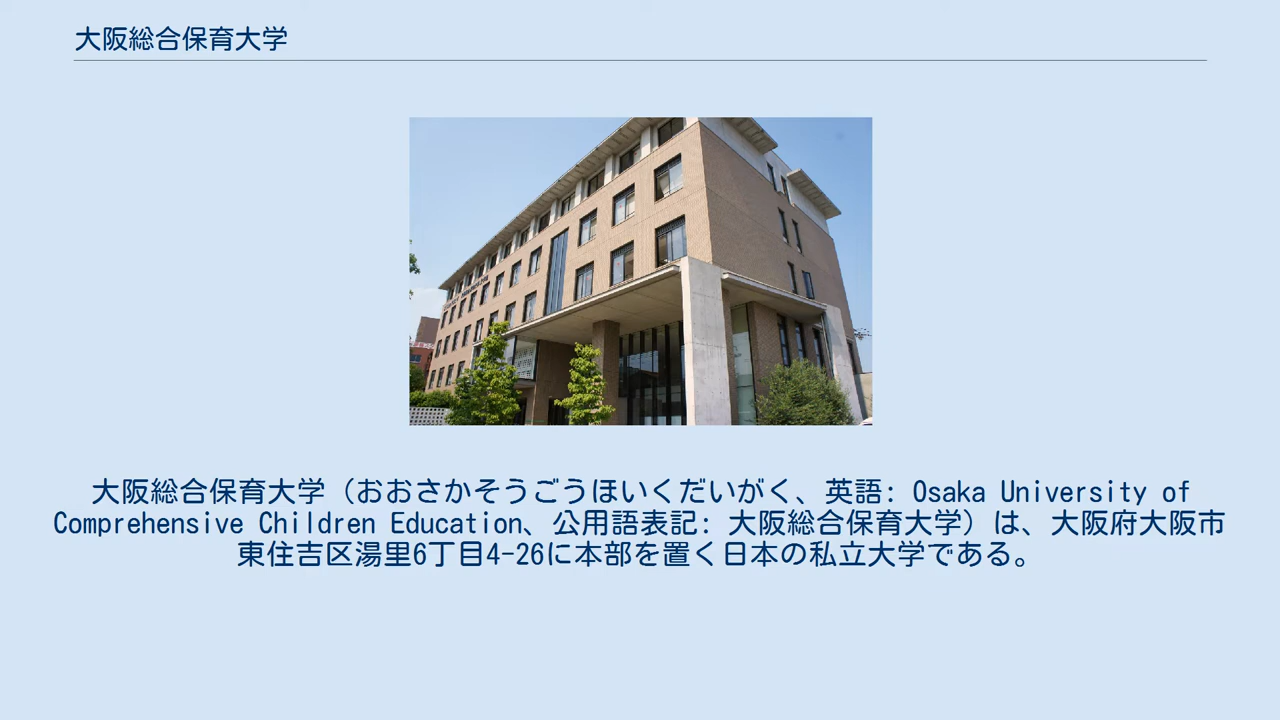 大阪総合保育大学
大阪総合保育大学（おおさかそうごうほいくだいがく、英語: Osaka University of
Comprehensive Children Education、公用語表記: 大阪総合保育大学）は、大阪府大阪市
東住吉区湯里6丁目4-26に本部を置く日本の私立大学である。